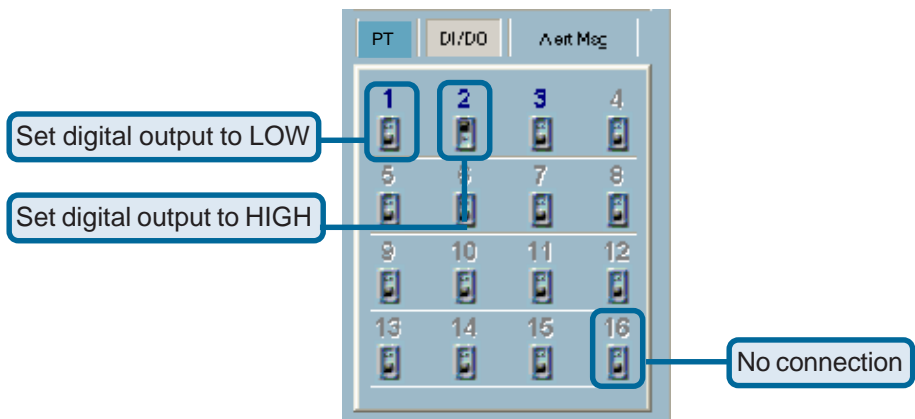 PT DI/DO Alert Msg
1 2 3 4
Set digital output to LOW
5 6 7 8
Set digital output to HIGH
9 10 11 12
13 14 15 16
No connection